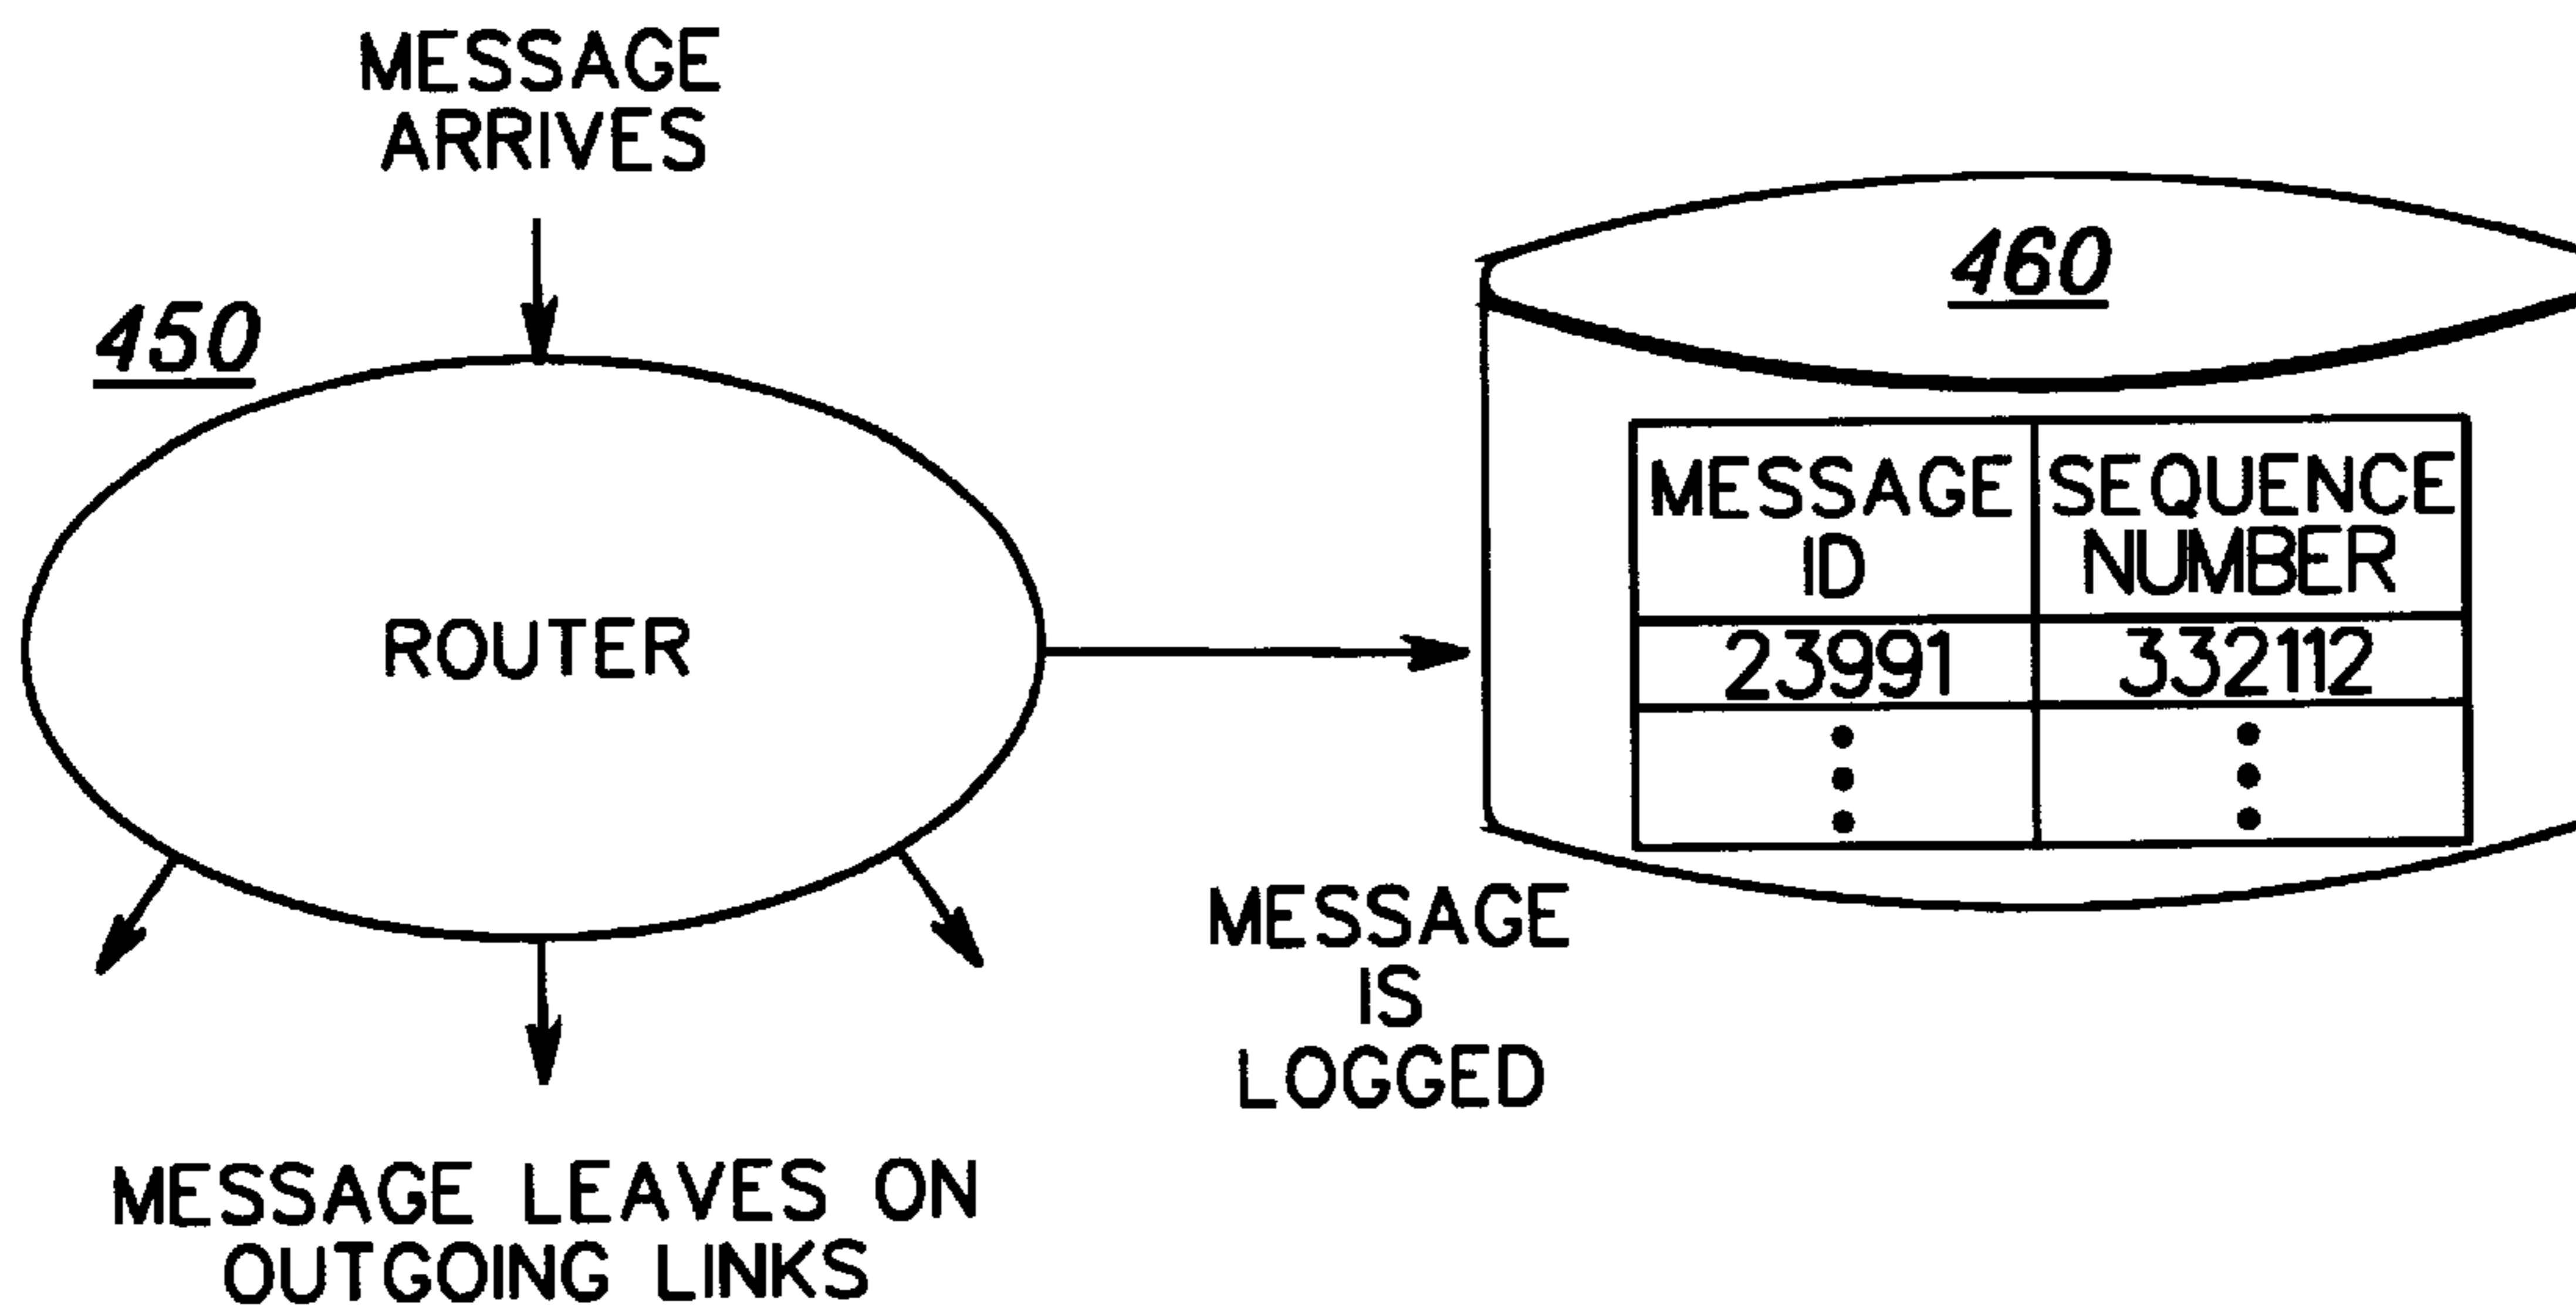 MESSAGE
ARRIVES
450
460
MESSAGE
ID
SEQUENCE
NUMBER
23991
332112
ROUTER
MESSAGE
IS
LOGGED
MESSAGE LEAVES ON
OUTGOING LINKS